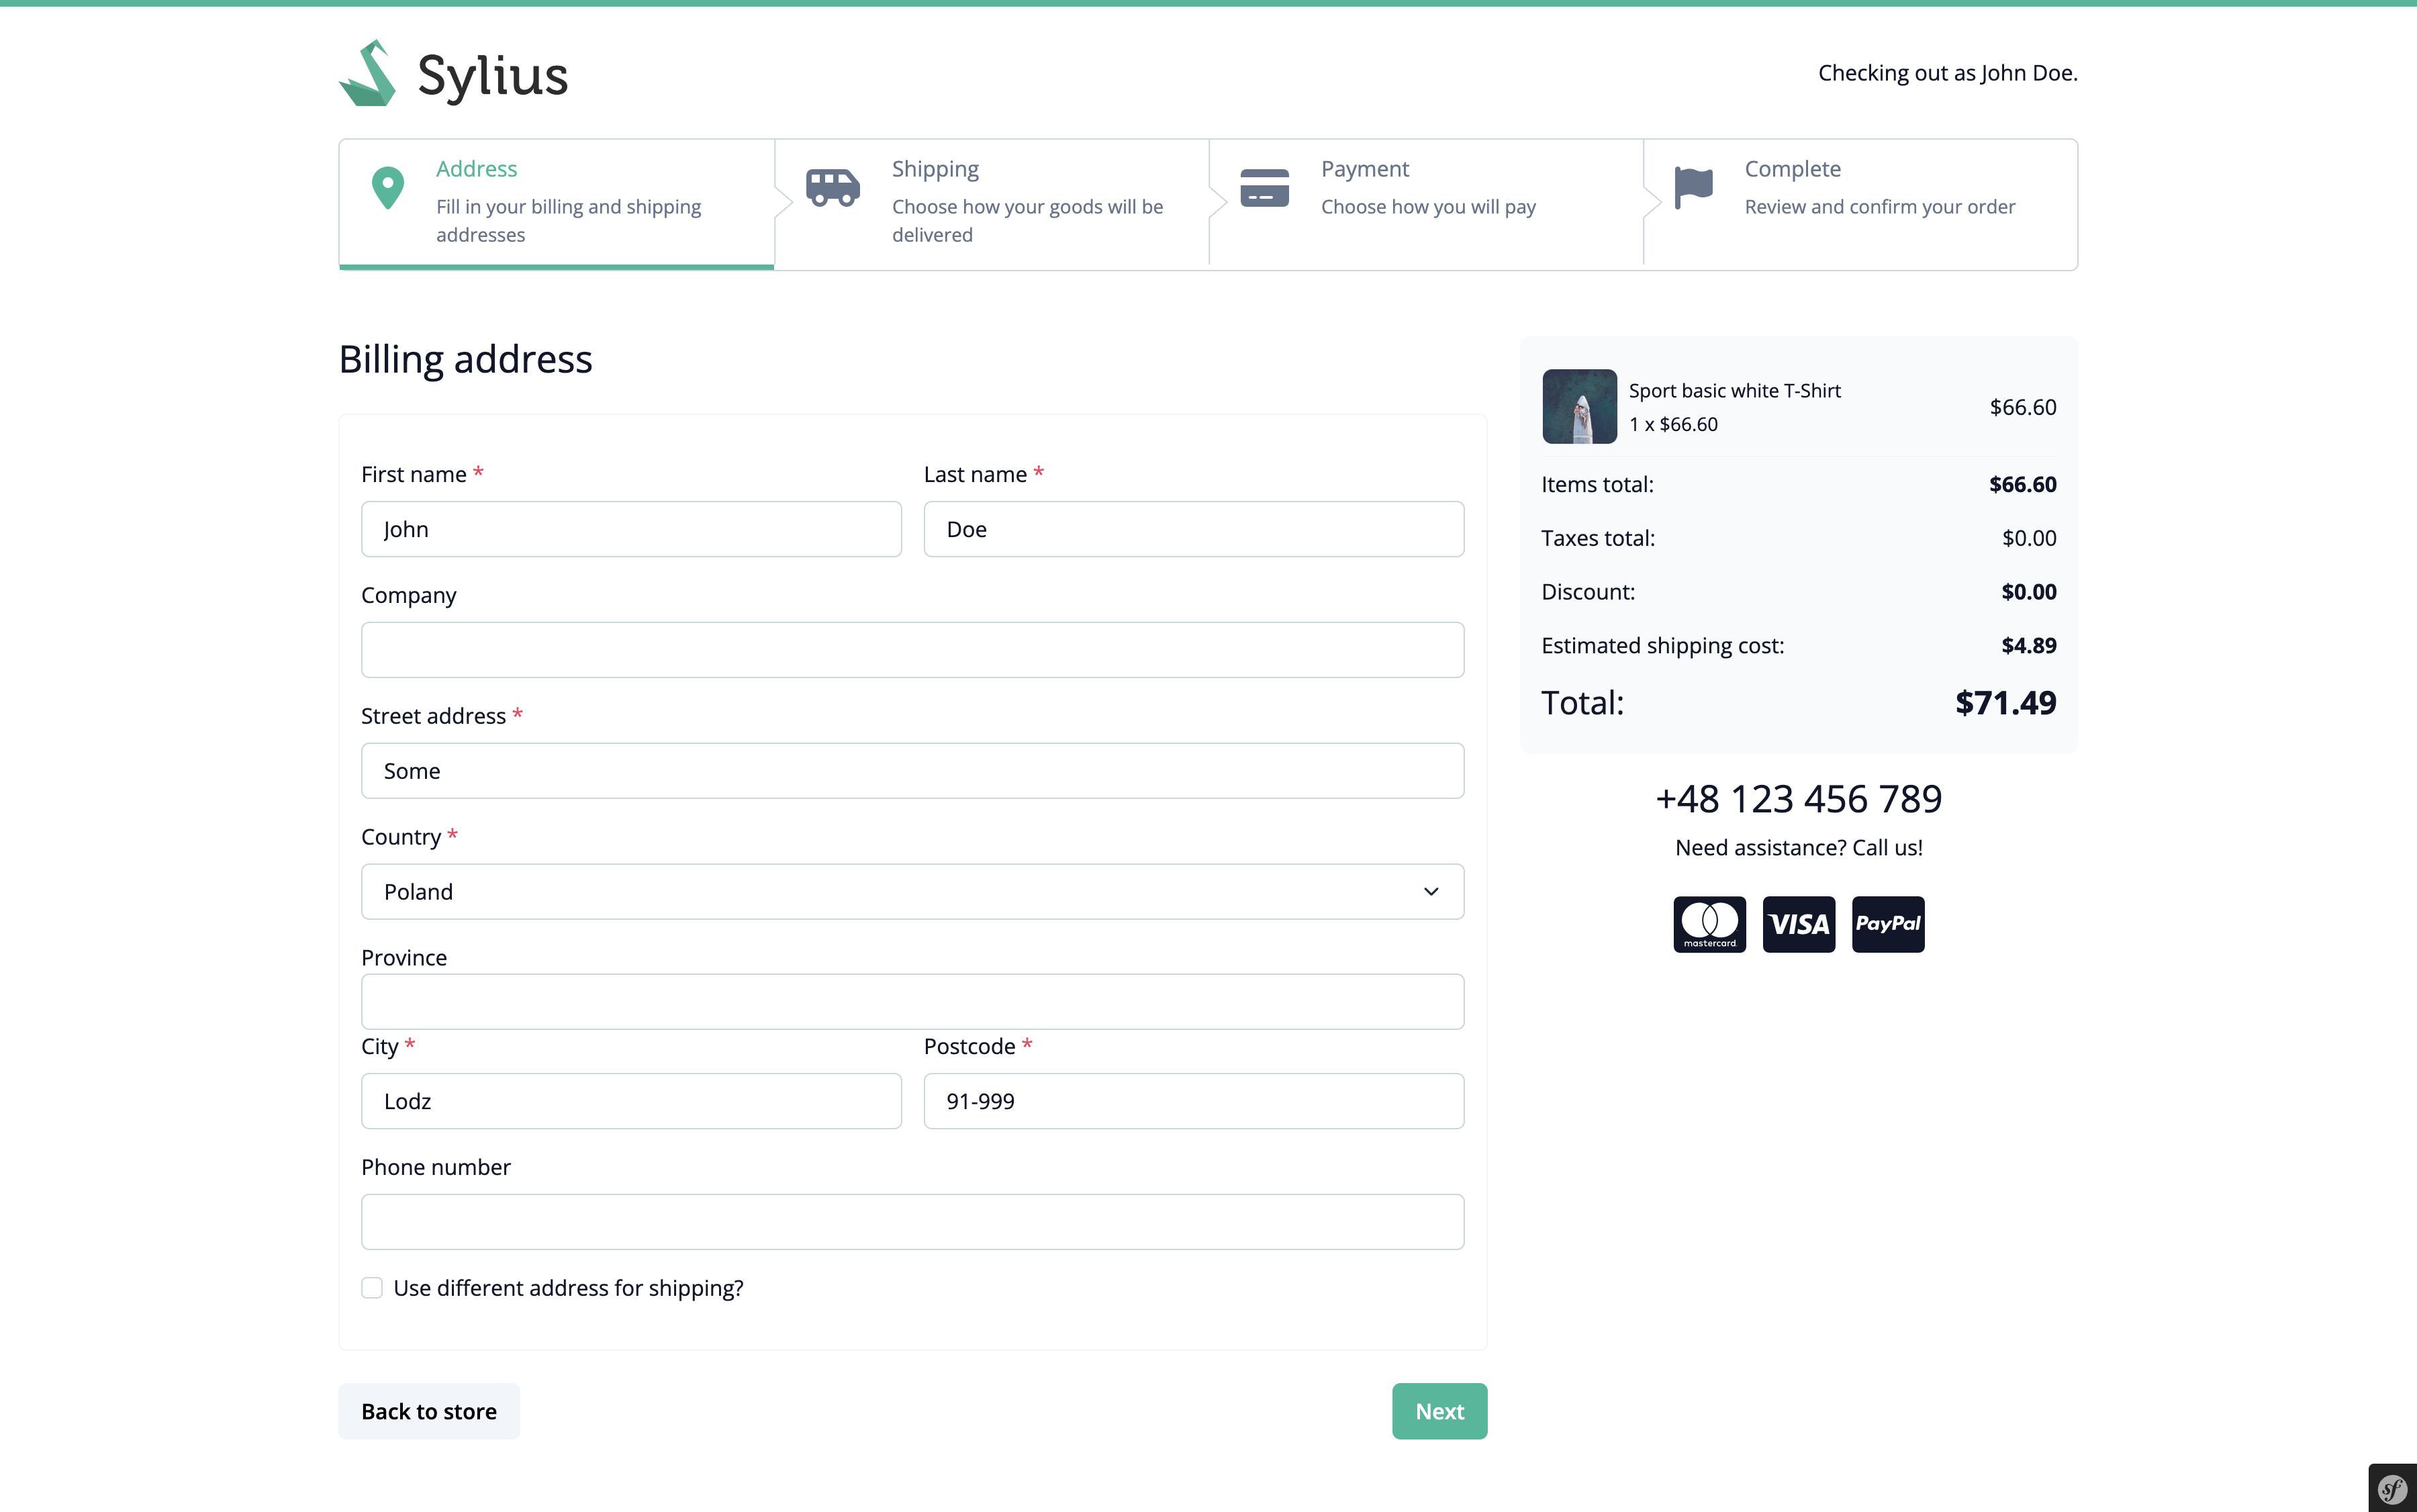 Sylius
Checking out as John Doe.
Address
Fill in your billing and shipping
addresses
Shipping
Choose how your goods will be
delivered
Payment
Choose how you will pay
Complete
Review and confirm your order
Billing address
First name *
John
Last name *
Doe
Company
Street address *
Some
Country *
Poland
Province
City *
Lodz
Postcode *
91-999
Phone number
Use different address for shipping?
Back to store
Next
Sport basic white T-Shirt
1 x $66.60
$66.60
Items total: $66.60
Taxes total: $0.00
Discount: $0.00
Estimated shipping cost: $4.89
Total: $71.49
+48 123 456 789
Need assistance? Call us!
mastercard
VISA
PayPal
sf